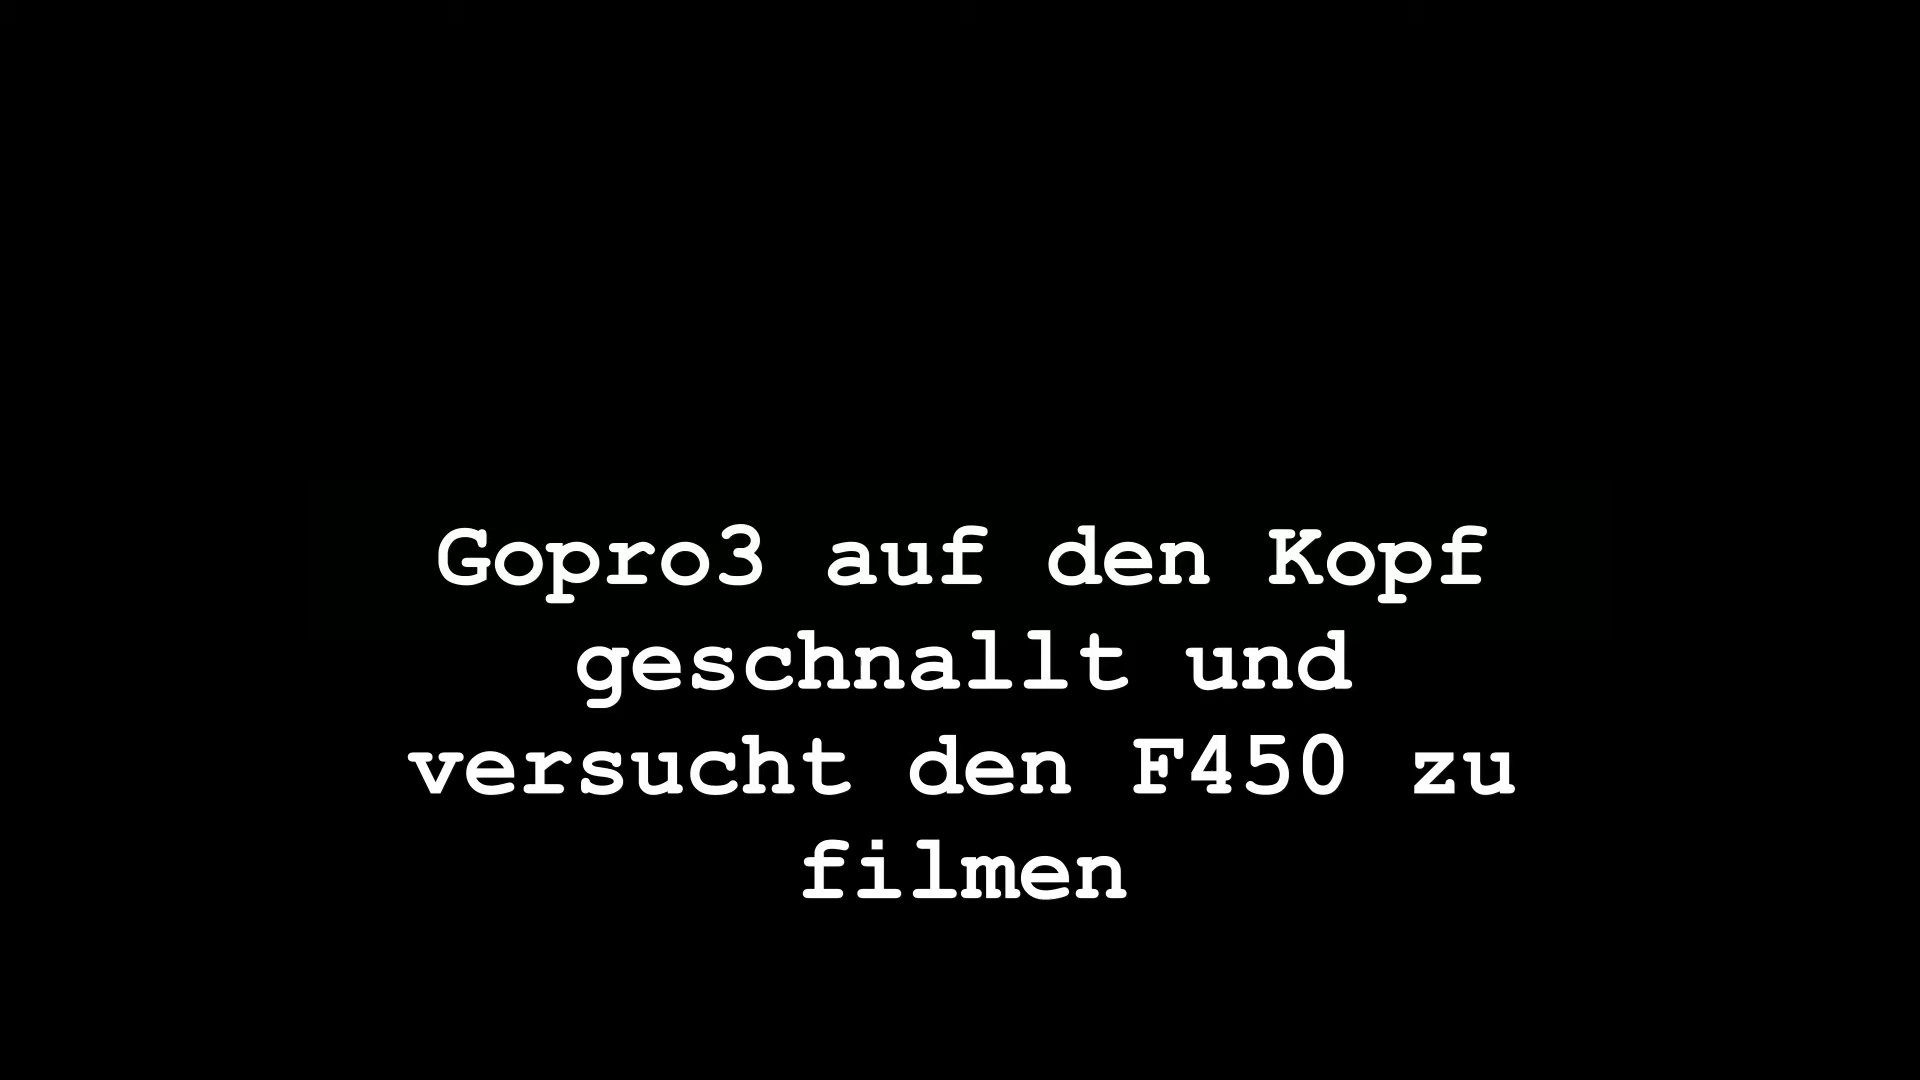 Gopro3 auf den Kopf
geschnallt und
versucht den F450 zu
filmen